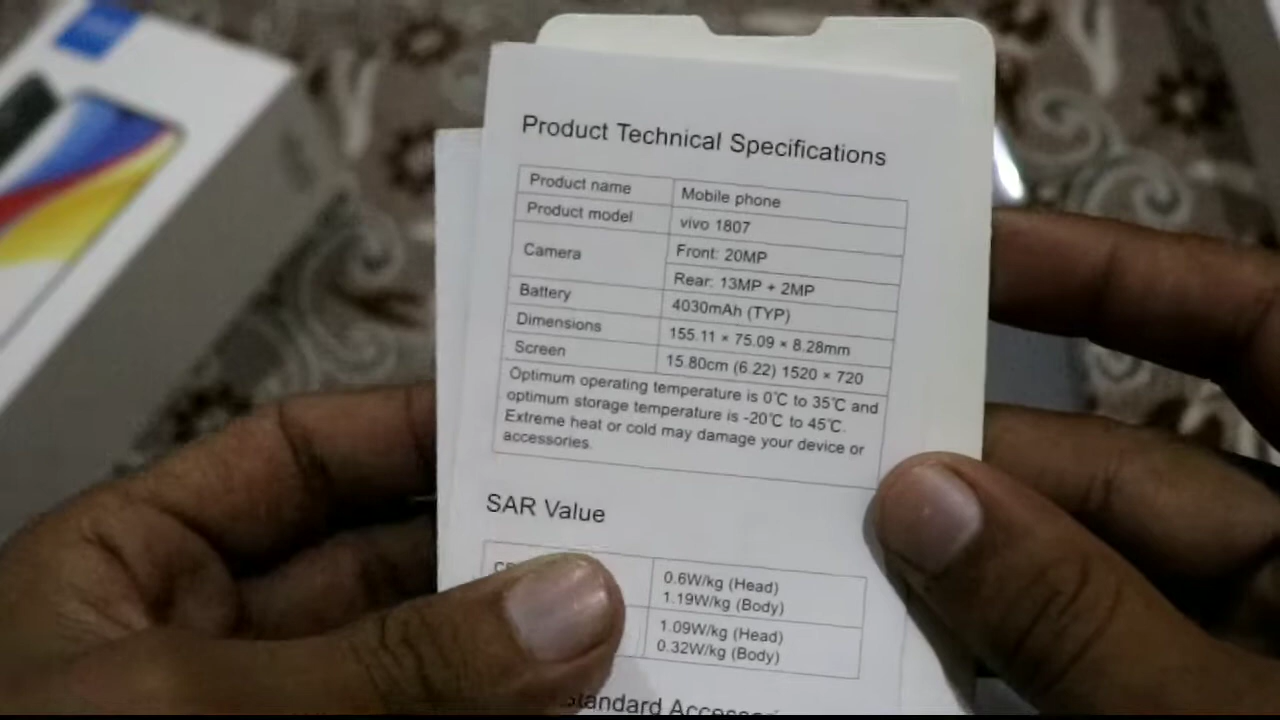 Product Technical Specifications
Product name Mobile phone
Product model vivo 1807
Camera Front: 20MP
Rear: 13MP + 2MP
Battery 4030mAh (TYP)
Dimensions 155.11 × 75.09 × 8.28mm
Screen 15.80cm (6.22) 1520 × 720
Optimum operating temperature is 0℃ to 35℃ and
optimum storage temperature is -20℃ to 45℃.
Extreme heat or cold may damage your device or
accessories.
SAR Value
0.6W/kg (Head)
1.19W/kg (Body)
1.09W/kg (Head)
0.32W/kg (Body)
Standard